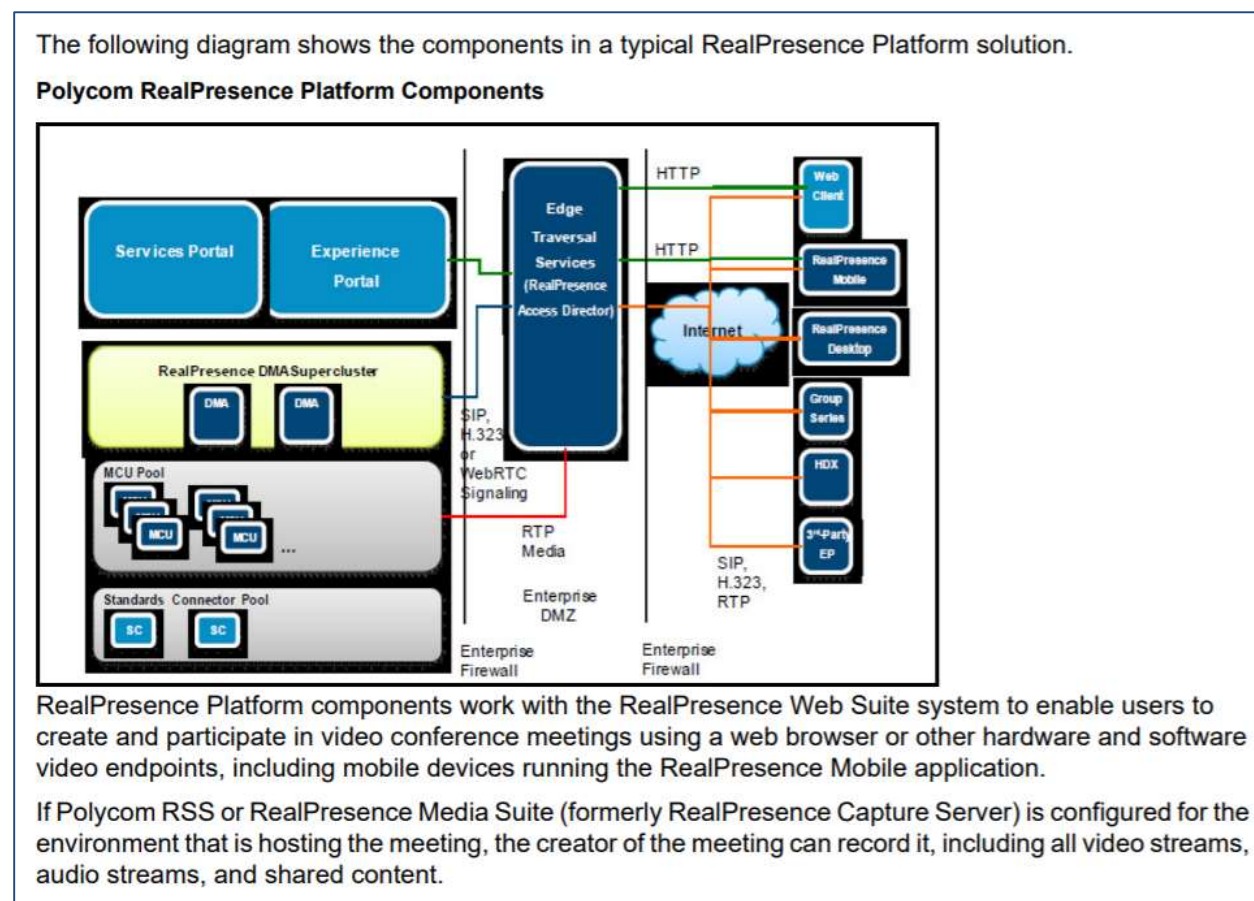 The following diagram shows the components in a typical RealPresence Platform solution.
Polycom RealPresence Platform Components
Services Portal
Experience
Portal
Edge
Traversal
Services
(RealPresence
Access Director)
HTTP
HTTP
Web
Client
RealPresence
Mobile
Internet
RealPresence
Desktop
RealPresence DMASupercluster
DMA
DMA
Group
Series
SIP,
H.323
or
WebRTC
Signaling
MCU Pool
MCU
MCU
...
HDX
RTP
Media
3rd-Party
EP
SIP,
H.323,
RTP
Standards Connector Pool
SC
SC
Enterprise
DMZ
Enterprise
Firewall
Enterprise
Firewall
RealPresence Platform components work with the RealPresence Web Suite system to enable users to
create and participate in video conference meetings using a web browser or other hardware and software
video endpoints, including mobile devices running the RealPresence Mobile application.
If Polycom RSS or RealPresence Media Suite (formerly RealPresence Capture Server) is configured for the
environment that is hosting the meeting, the creator of the meeting can record it, including all video streams,
audio streams, and shared content.